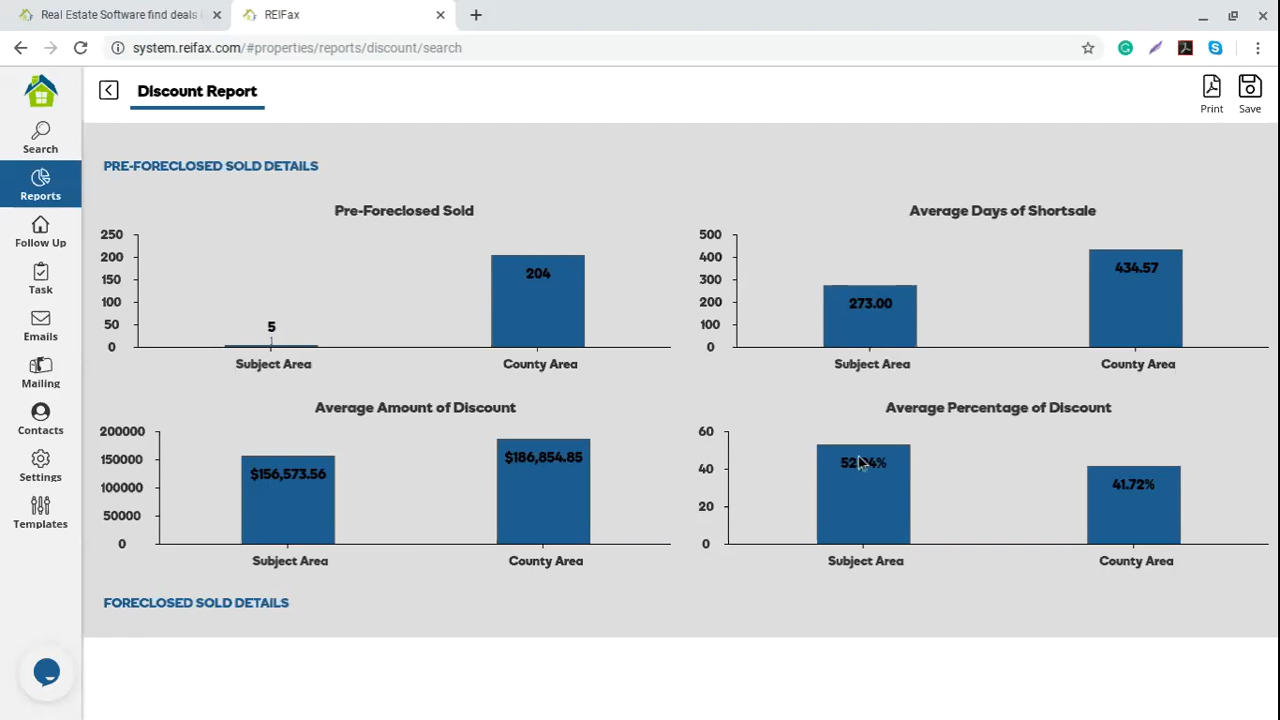 Real Estate Software find deals
REIFax
system.reifax.com/#properties/reports/discount/search
Discount Report
Print
Save
Search
Reports
Follow Up
Task
Emails
Mailing
Contacts
Settings
Templates
PRE-FORECLOSED SOLD DETAILS
Pre-Foreclosed Sold
250
200
150
100
50
0
5
204
Subject Area
County Area
Average Days of Shortsale
500
400
300
200
100
0
273.00
434.57
Subject Area
County Area
Average Amount of Discount
200000
150000
100000
50000
0
$156,573.56
$186,854.85
Subject Area
County Area
Average Percentage of Discount
60
40
20
0
41.72%
Subject Area
County Area
FORECLOSED SOLD DETAILS